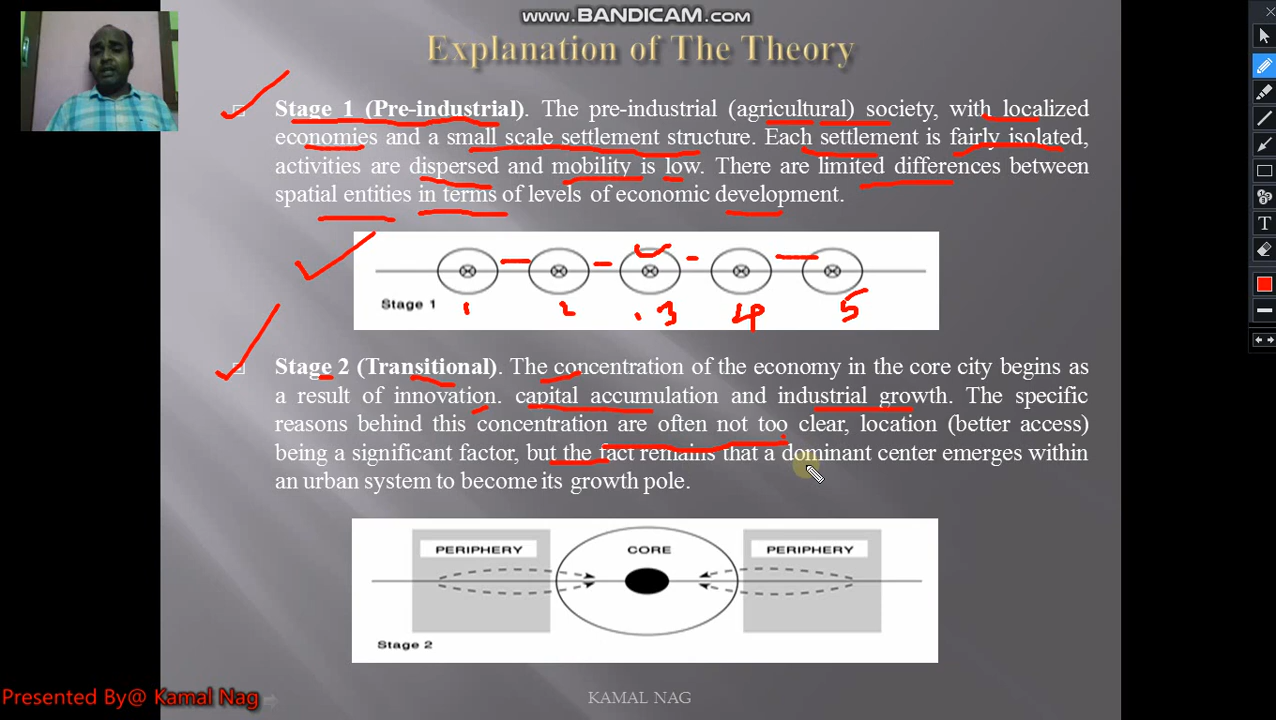 www.BANDICAM.com
Explanation of The Theory
Stage 1 (Pre-industrial). The pre-industrial (agricultural) society, with localized
economies and a small scale settlement structure. Each settlement is fairly isolated,
activities are dispersed and mobility is low. There are limited differences between
spatial entities in terms of levels of economic development.
1 2 3 4 5
Stage 1
Stage 2 (Transitional). The concentration of the economy in the core city begins as
a result of innovation. capital accumulation and industrial growth. The specific
reasons behind this concentration are often not too clear, location (better access)
being a significant factor, but the fact remains that a dominant center emerges within
an urban system to become its growth pole.
PERIPHERY CORE PERIPHERY
Stage 2
Presented By@ Kamal Nag
KAMAL NAG
T